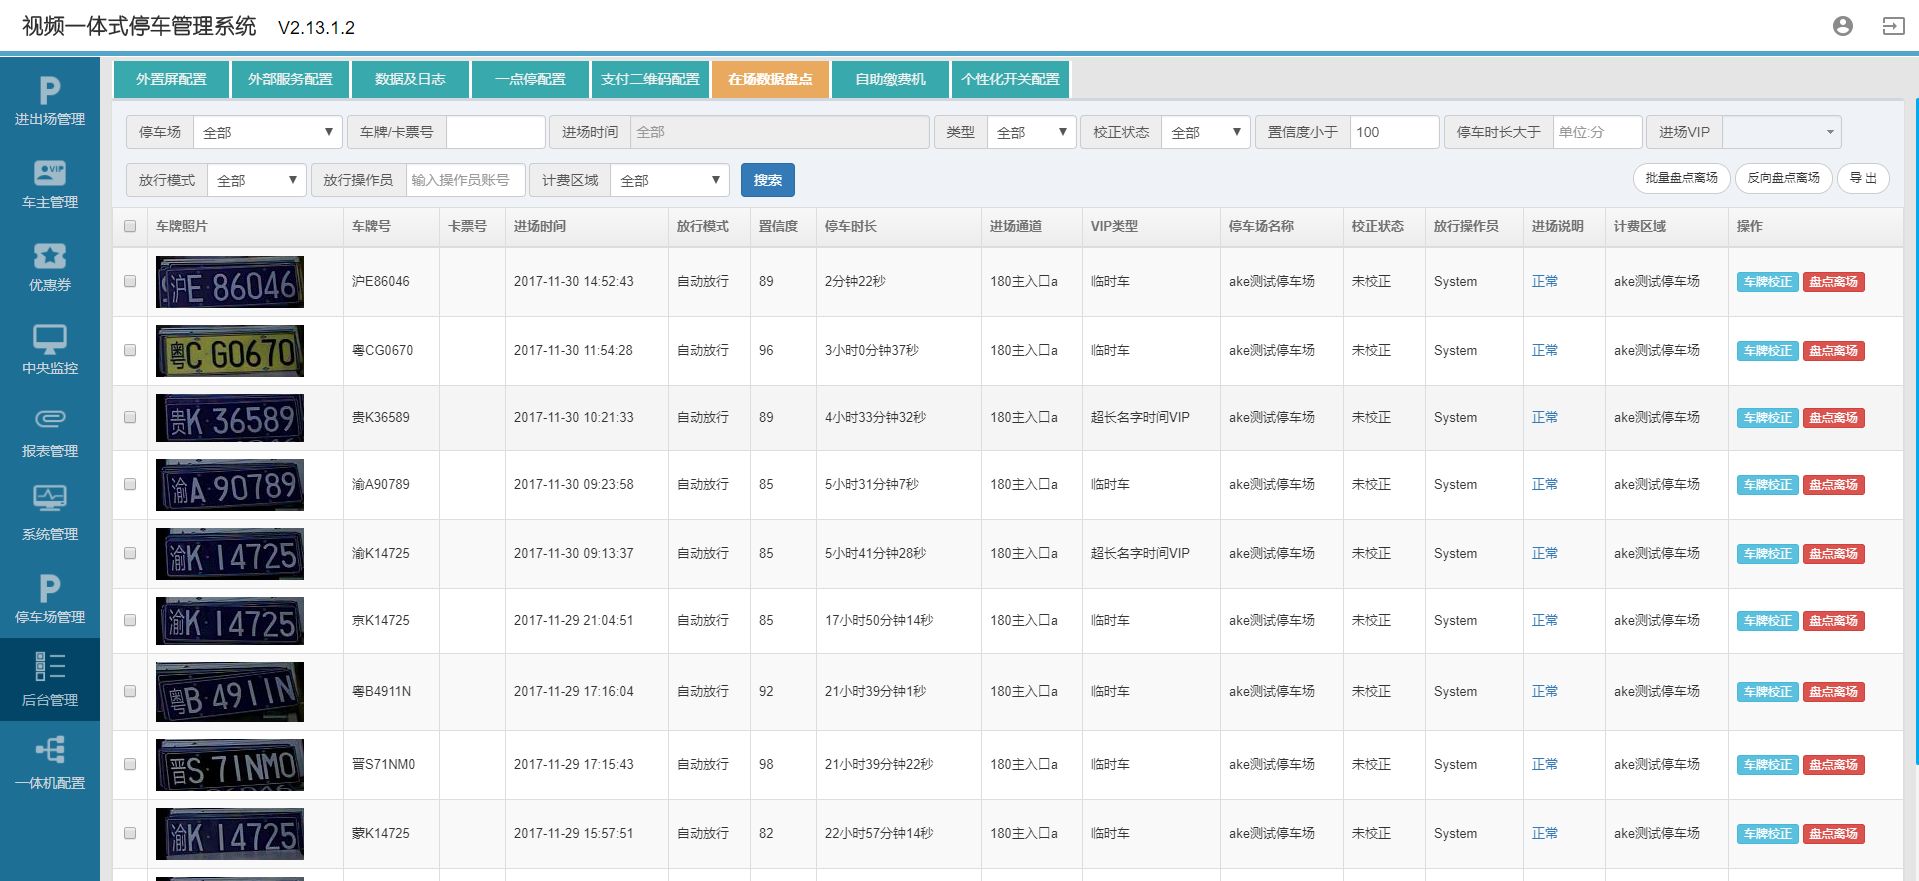 视频一体式停车管理系统 V2.13.1.2
进出场管理
车主管理
优惠券
中央监控
报表管理
系统管理
停车场管理
后台管理
一体机配置
外置屏配置 外部服务配置 数据及日志 一点停配置 支付二维码配置 在场数据盘点 自助缴费机 个性化开关配置
停车场 全部 车牌/卡票号 进场时间 全部 类型 全部 校正状态 全部 置信度小于 100 停车时长大于 单位:分 进场VIP
放行模式 全部 放行操作员 输入操作员账号 计费区域 全部 搜索 批量盘点离场 反向盘点离场 导 出
车牌照片 车牌号 卡票号 进场时间 放行模式 置信度 停车时长 进场通道 VIP类型 停车场名称 校正状态 放行操作员 进场说明 计费区域 操作
沪E 86046 沪E86046 2017-11-30 14:52:43 自动放行 89 2分钟22秒 180主入口a 临时车 ake测试停车场 未校正 System 正常 ake测试停车场 车牌校正 盘点离场
粤C G0670 粤CG0670 2017-11-30 11:54:28 自动放行 96 3小时0分钟37秒 180主入口a 临时车 ake测试停车场 未校正 System 正常 ake测试停车场 车牌校正 盘点离场
贵K·36589 贵K36589 2017-11-30 10:21:33 自动放行 89 4小时33分钟32秒 180主入口a 超长名字时间VIP ake测试停车场 未校正 System 正常 ake测试停车场 车牌校正 盘点离场
渝A·90789 渝A90789 2017-11-30 09:23:58 自动放行 85 5小时31分钟7秒 180主入口a 临时车 ake测试停车场 未校正 System 正常 ake测试停车场 车牌校正 盘点离场
渝K·14725 渝K14725 2017-11-30 09:13:37 自动放行 85 5小时41分钟28秒 180主入口a 超长名字时间VIP ake测试停车场 未校正 System 正常 ake测试停车场 车牌校正 盘点离场
渝K·14725 京K14725 2017-11-29 21:04:51 自动放行 85 17小时50分钟14秒 180主入口a 临时车 ake测试停车场 未校正 System 正常 ake测试停车场 车牌校正 盘点离场
粤B·4911N 粤B4911N 2017-11-29 17:16:04 自动放行 92 21小时39分钟1秒 180主入口a 临时车 ake测试停车场 未校正 System 正常 ake测试停车场 车牌校正 盘点离场
晋S·71NM0 晋S71NM0 2017-11-29 17:15:43 自动放行 98 21小时39分钟22秒 180主入口a 临时车 ake测试停车场 未校正 System 正常 ake测试停车场 车牌校正 盘点离场
渝K·14725 蒙K14725 2017-11-29 15:57:51 自动放行 82 22小时57分钟14秒 180主入口a 临时车 ake测试停车场 未校正 System 正常 ake测试停车场 车牌校正 盘点离场